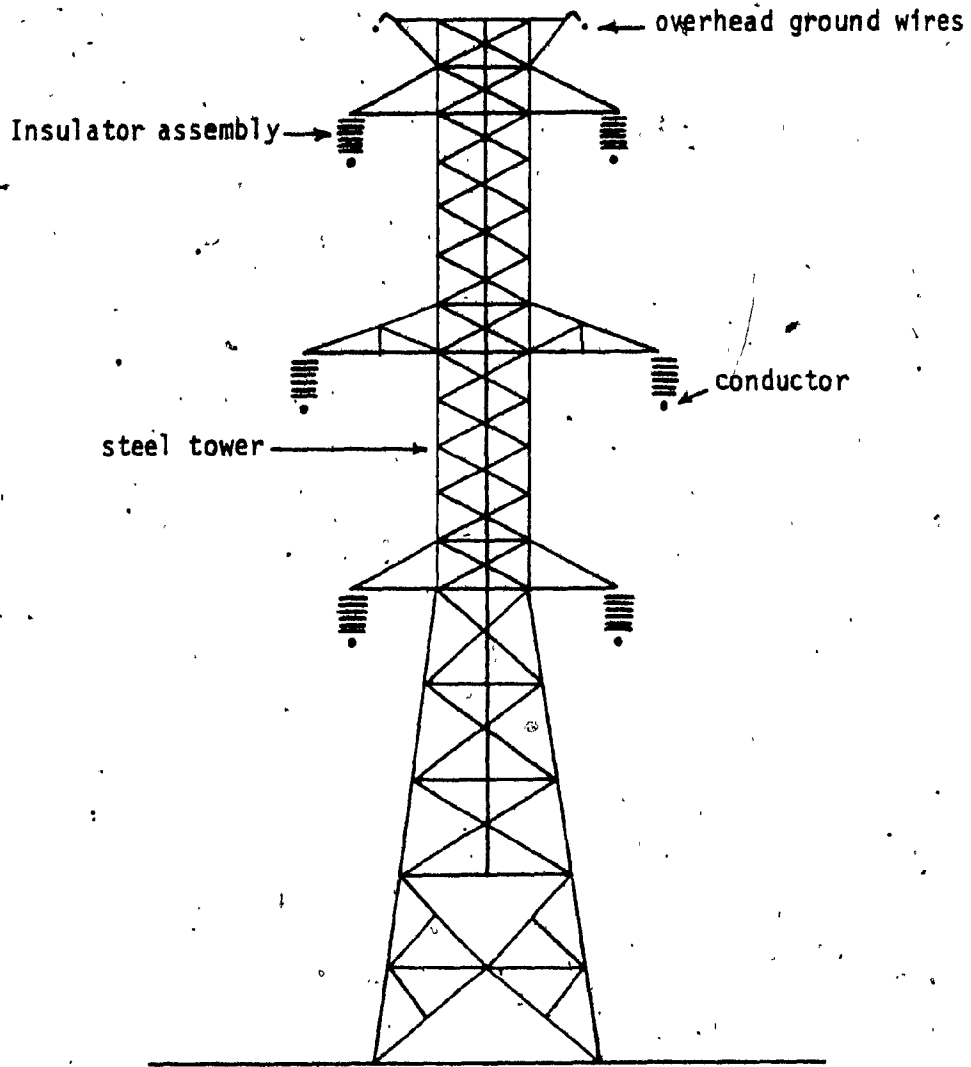 overhead ground wires
Insulator assembly
conductor
steel tower